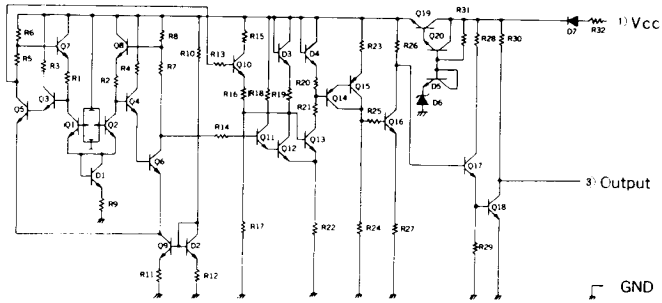 R6
R5
R3
Q7
R1
Q8
R2
R4
R8
R7
R10
R13
R15
Q10
R16
R18
D3
R19
D4
R20
R21
Q14
Q15
R23
R25
R26
Q16
Q19
Q20
R31
D5
D6
R28
R30
D7
R32
1) Vcc
Q5
Q3
Q1
Q2
Q4
R14
Q11
Q12
Q13
D1
R9
Q6
Q17
Q18
3) Output
Q9
D2
R11
R12
R17
R22
R24
R27
R29
GND